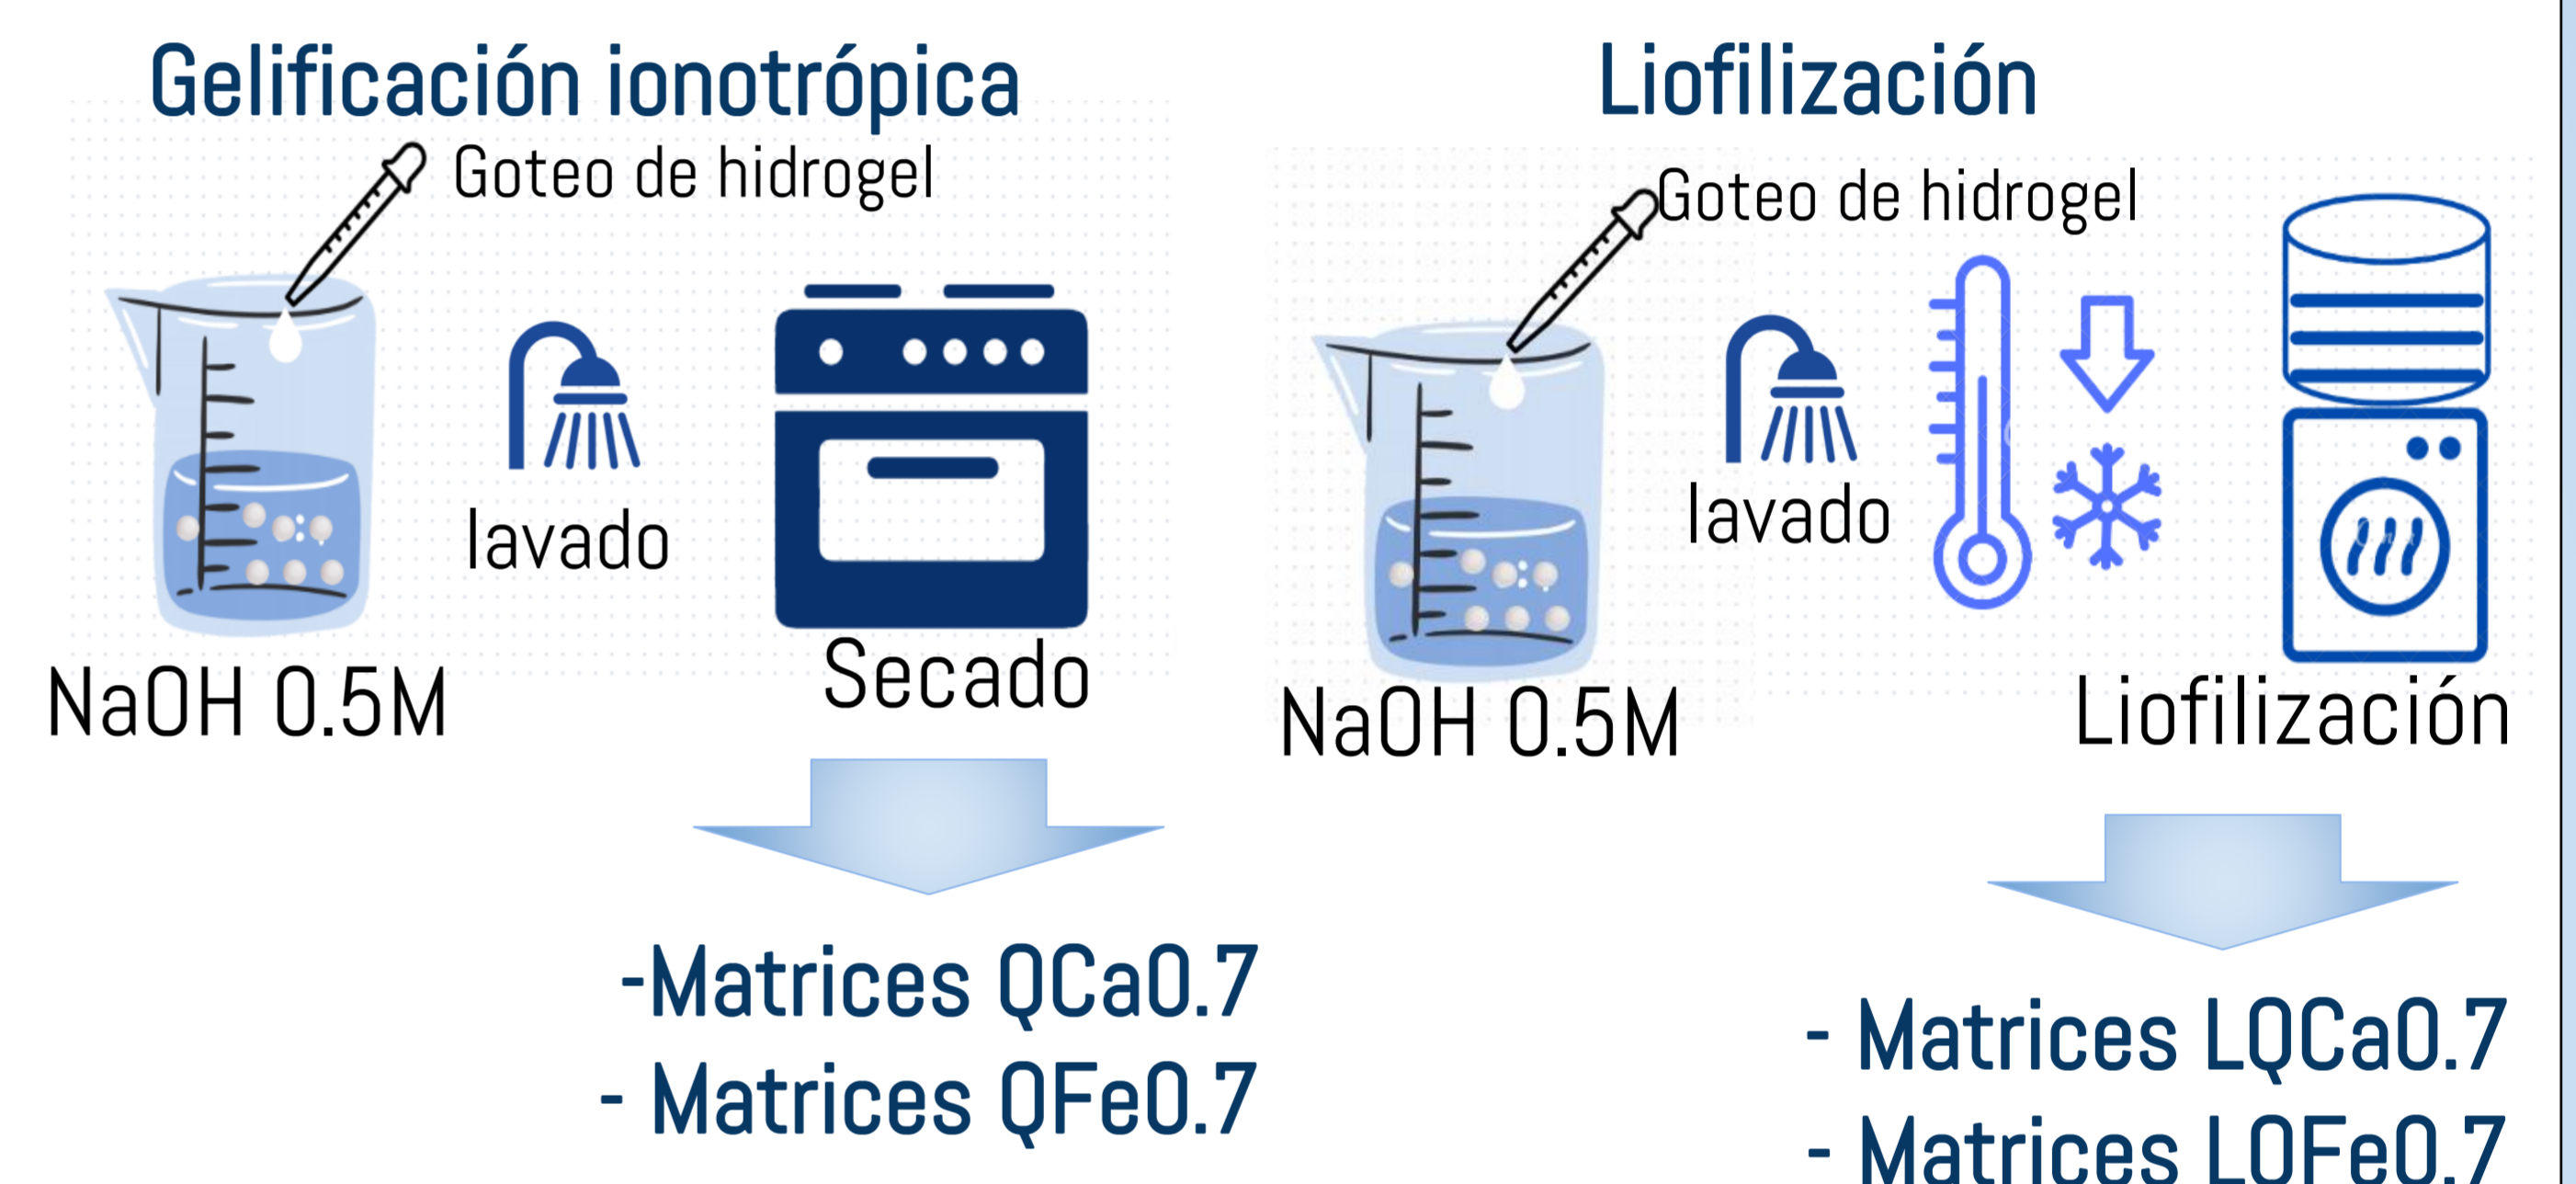 Gelificación ionotrópica
Goteo de hidrogel
lavado
Secado
NaOH 0.5M
-Matrices QCa0.7
- Matrices QFe0.7
Liofilización
Goteo de hidrogel
lavado
NaOH 0.5M
Liofilización
- Matrices LQCa0.7
- Matrices LQFe0.7